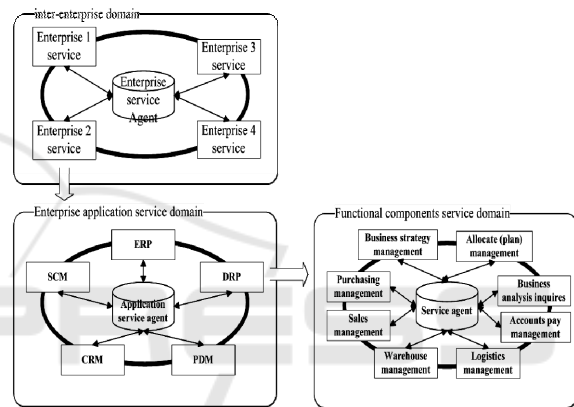 inter-enterprise domain
Enterprise 1
service
Enterprise 3
service
Enterprise
service
Agent
Enterprise 2
service
Enterprise 4
service
Enterprise application service domain
ERP
SCM
DRP
Application
service agent
CRM
PDM
Functional components service domain
Business strategy
management
Allocate (plan)
management
Purchasing
management
Business
analysis inquires
Service agent
Sales
management
Accounts pay
management
Warehouse
management
Logistics
management